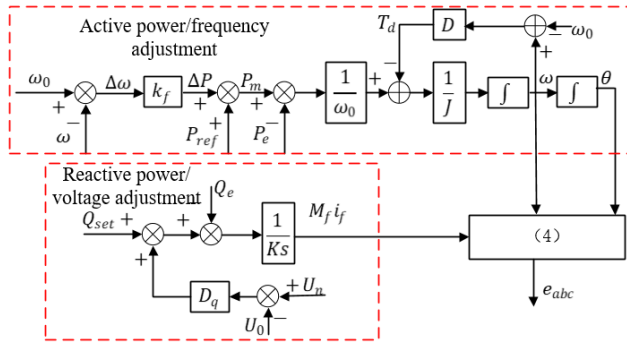 Active power/frequency
adjustment
T_d
D
−
ω_0
−
ω_0
Δω
k_f
ΔP
P_m
1/ω_0
+
−
1/J
∫
ω
∫
θ
+
−
ω
+
+
P_ref
+
−
P_e
Reactive power/
voltage adjustment
Q_e
Q_set
+
+
1/Ks
M_f i_f
(4)
+
D_q
+
U_n
U_0
−
e_abc